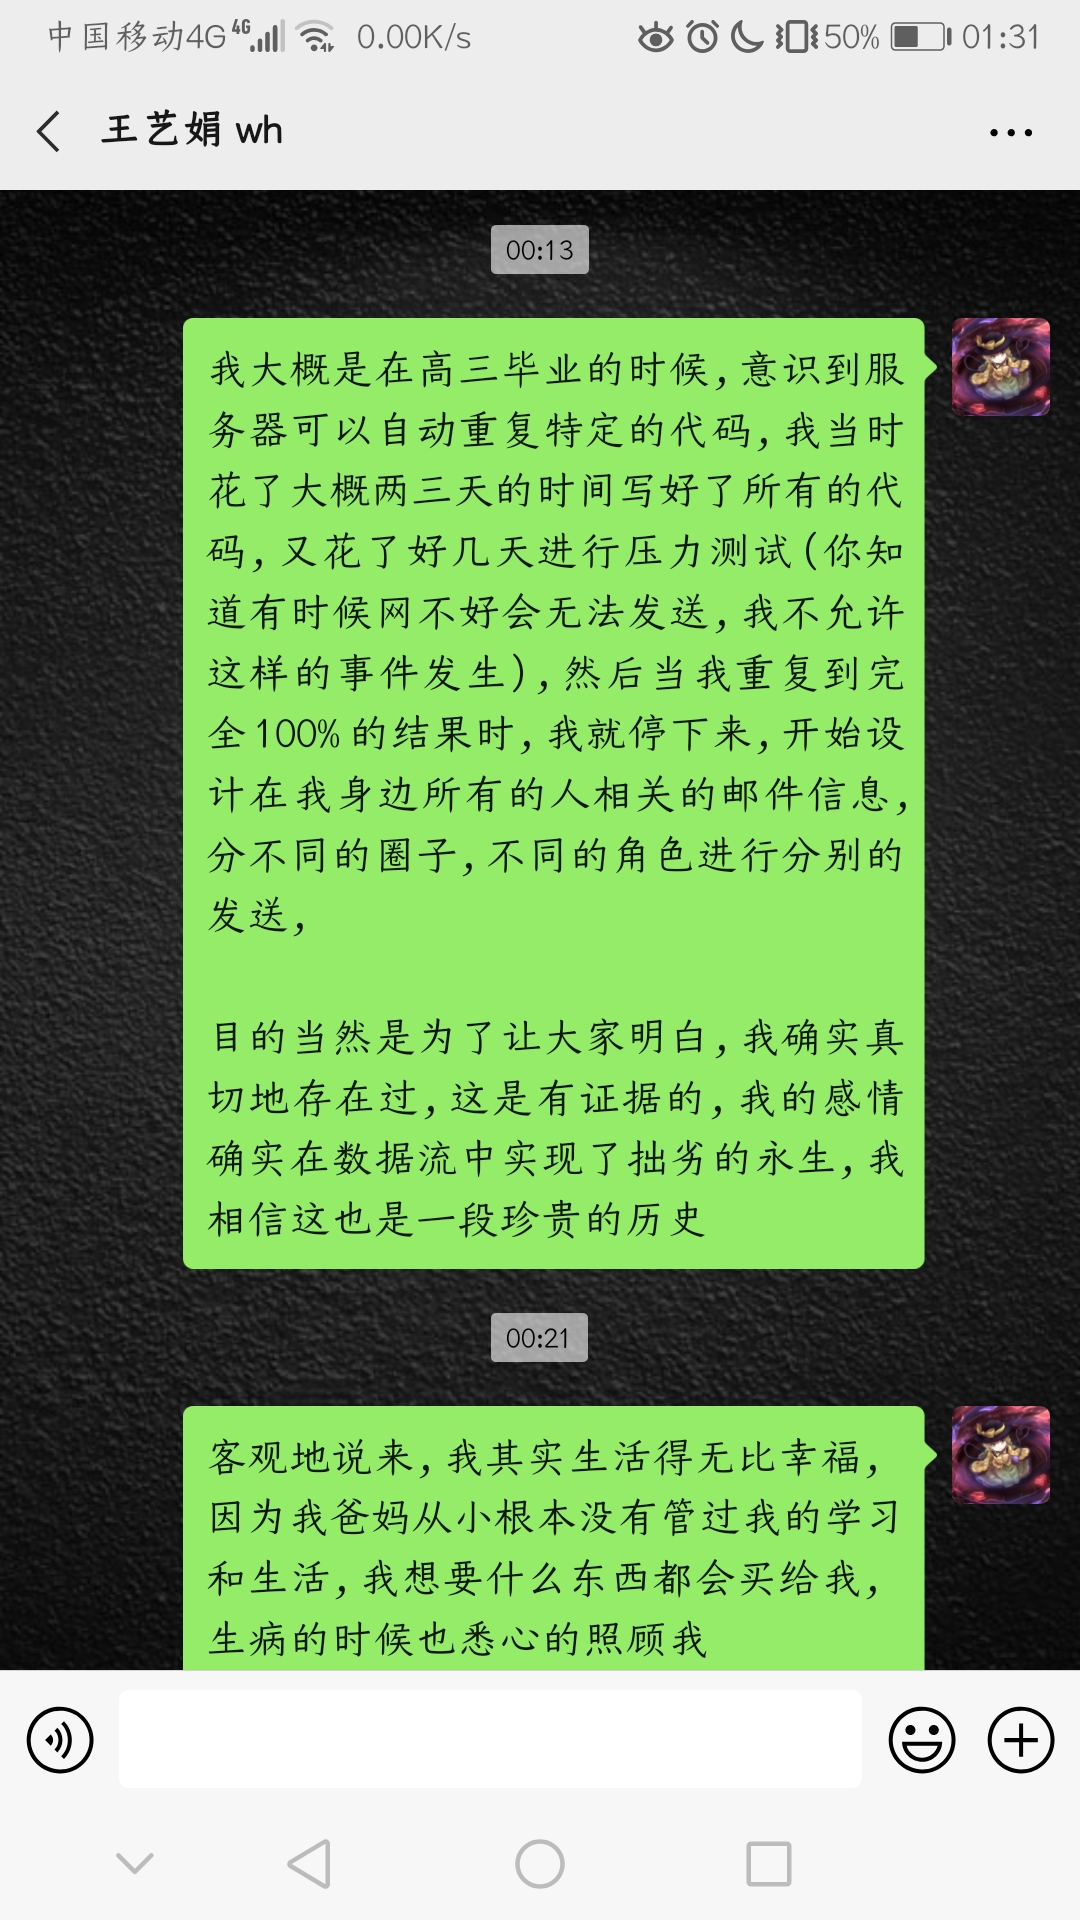 中国移动4G 4G 0.00K/s 50% 01:31
王艺娟 wh
00:13
我大概是在高三毕业的时候,意识到服
务器可以自动重复特定的代码,我当时
花了大概两三天的时间写好了所有的代
码,又花了好几天进行压力测试(你知
道有时候网不好会无法发送,我不允许
这样的事件发生),然后当我重复到完
全100%的结果时,我就停下来,开始设
计在我身边所有的人相关的邮件信息,
分不同的圈子,不同的角色进行分别的
发送,
目的当然是为了让大家明白,我确实真
切地存在过,这是有证据的,我的感情
确实在数据流中实现了拙劣的永生,我
相信这也是一段珍贵的历史
00:21
客观地说来,我其实生活得无比幸福,
因为我爸妈从小根本没有管过我的学习
和生活,我想要什么东西都会买给我,
生病的时候也悉心的照顾我